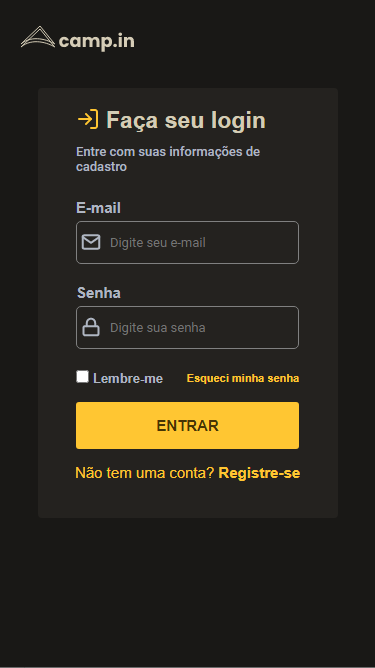 camp.in
Faça seu login
Entre com suas informações de
cadastro
E-mail
Digite seu e-mail
Senha
Digite sua senha
Lembre-me Esqueci minha senha
ENTRAR
Não tem uma conta? Registre-se